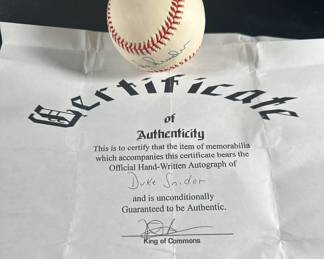 Certificate
of
Authenticity
This is to certify that the item of memorabilia
which accompanies this certificate bears the
Official Hand-Written Autograph of
Duke Snider
and is unconditionally
Guaranteed to be Authentic.
King of Commons